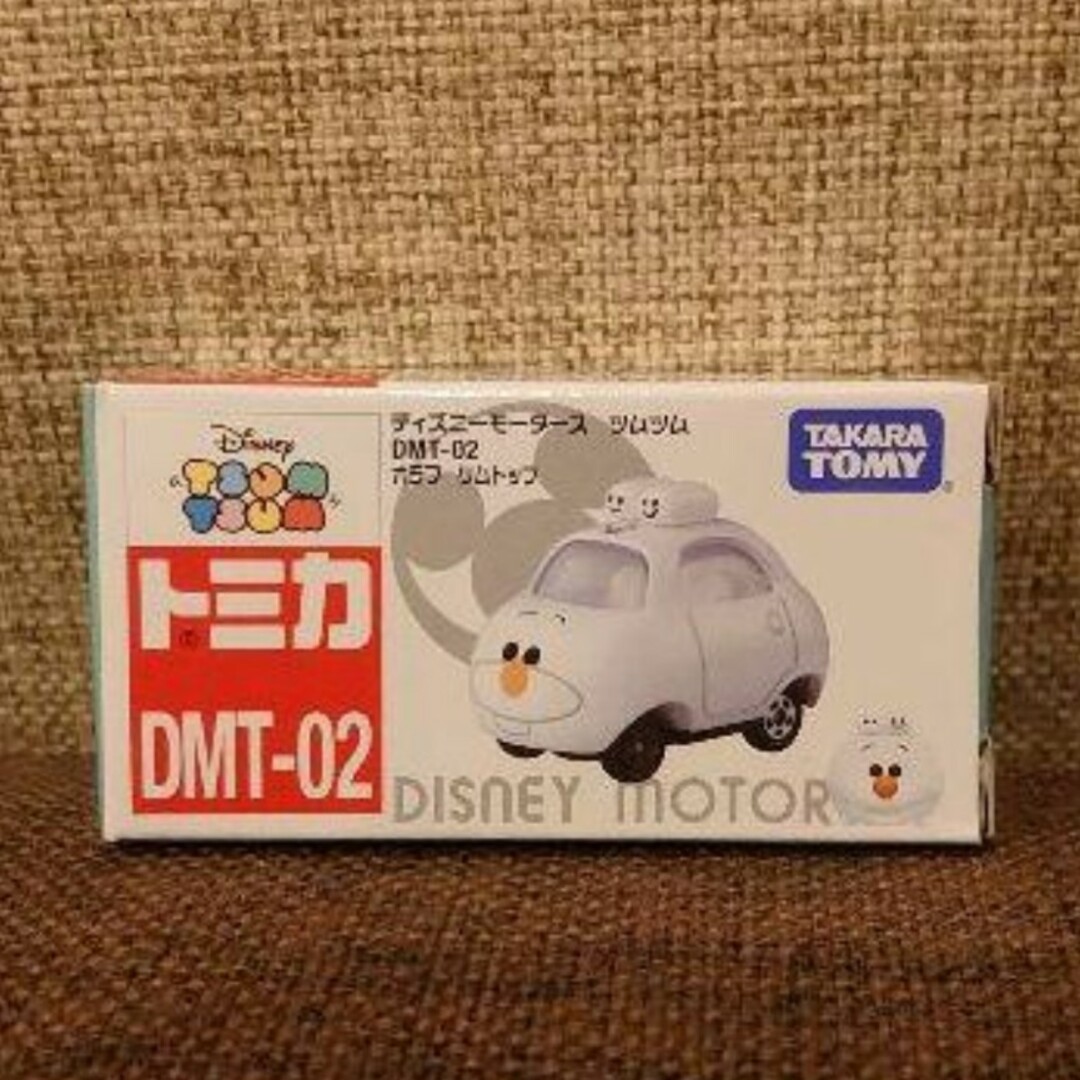 Disney
"TSUM
TSUM"
トミカ
DMT-02
ディズニーモータース ツムツム
DMT-02
オラフ ツムトップ
TAKARA
TOMY
DISNEY MOTOR